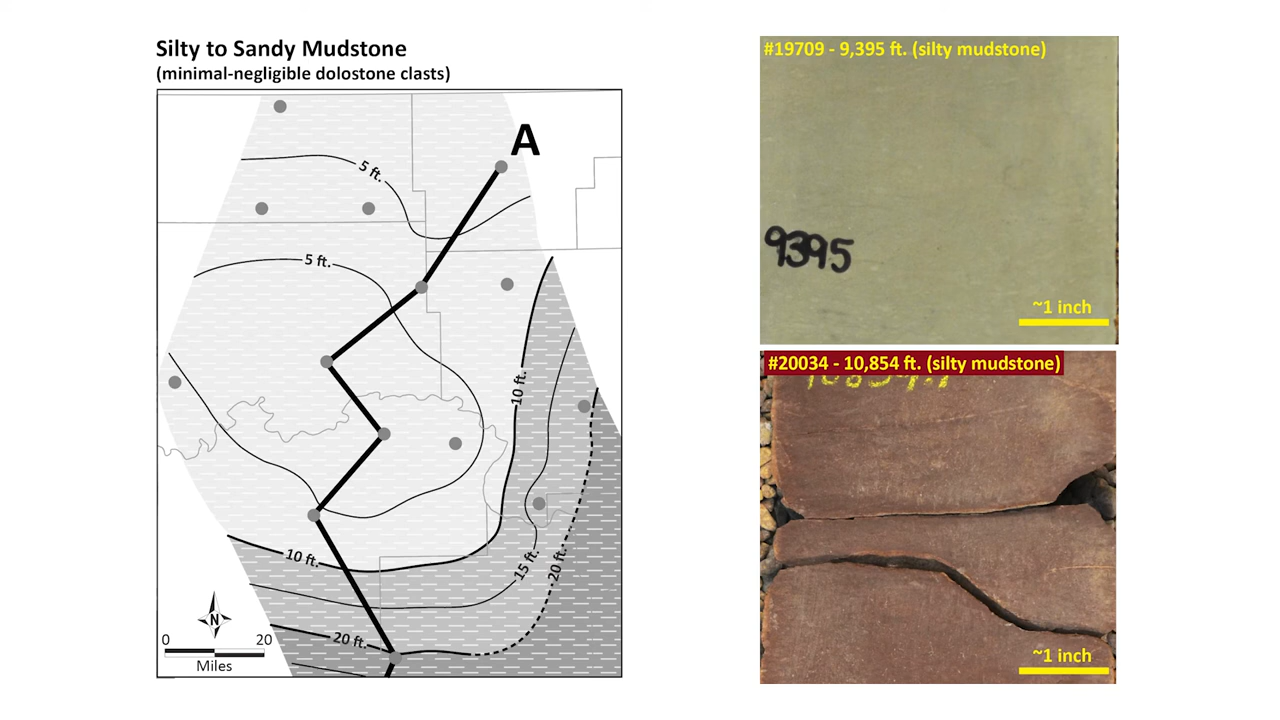 Silty to Sandy Mudstone
(minimal-negligible dolostone clasts)
A
5 ft.
5 ft.
10 ft.
10 ft.
15 ft.
20 ft.
20 ft.
N
0 20
Miles
#19709 - 9,395 ft. (silty mudstone)
9395
~1 inch
#20034 - 10,854 ft. (silty mudstone)
~1 inch